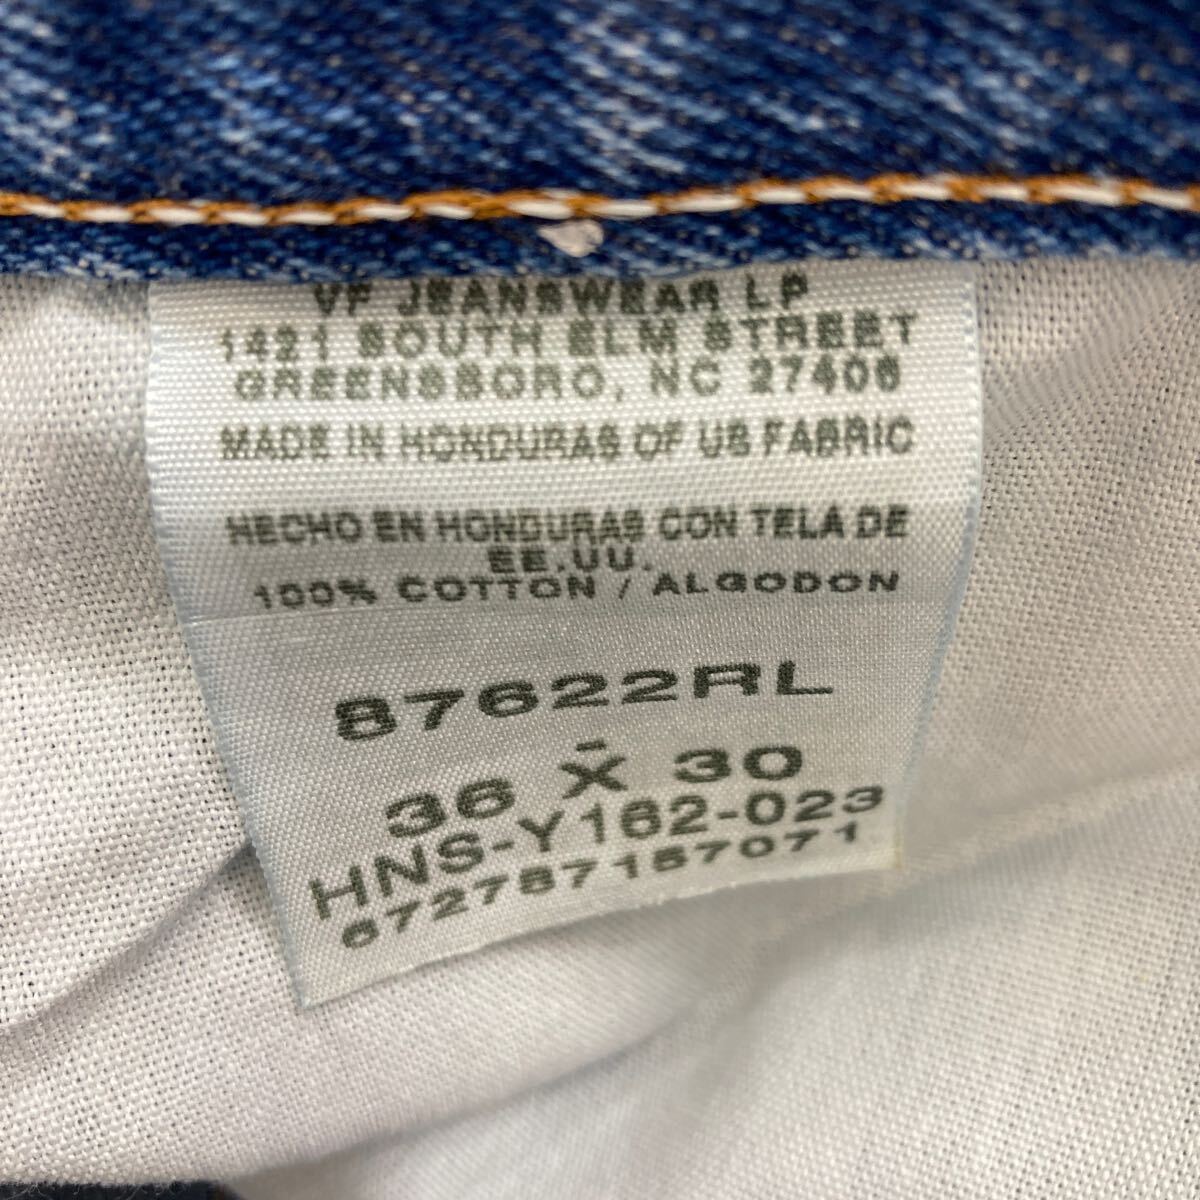 VF JEANSWEAR LP
1421 SOUTH ELM STREET
GREENSBORO, NC 27406
MADE IN HONDURAS OF US FABRIC
HECHO EN HONDURAS CON TELA DE
EE.UU.
100% COTTON / ALGODON
87622RL
36 X 30
HNS-Y162-023
672787157071